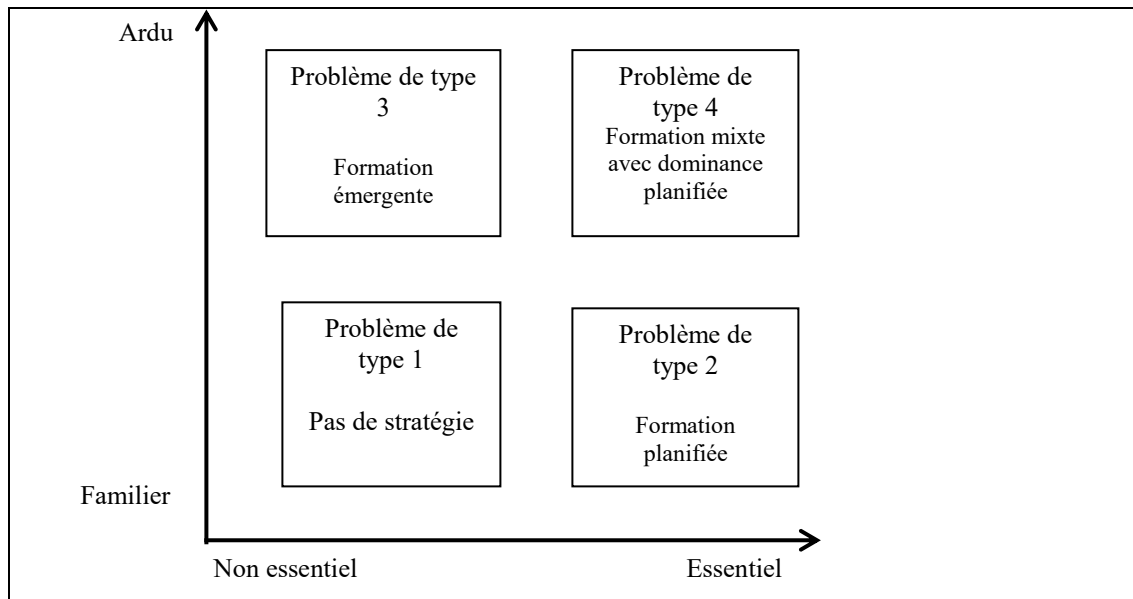 Ardu
Problème de type
3
Formation
émergente
Problème de
type 4
Formation mixte
avec dominance
planifiée
Problème de
type 1
Pas de stratégie
Problème de
type 2
Formation
planifiée
Familier
Non essentiel
Essentiel